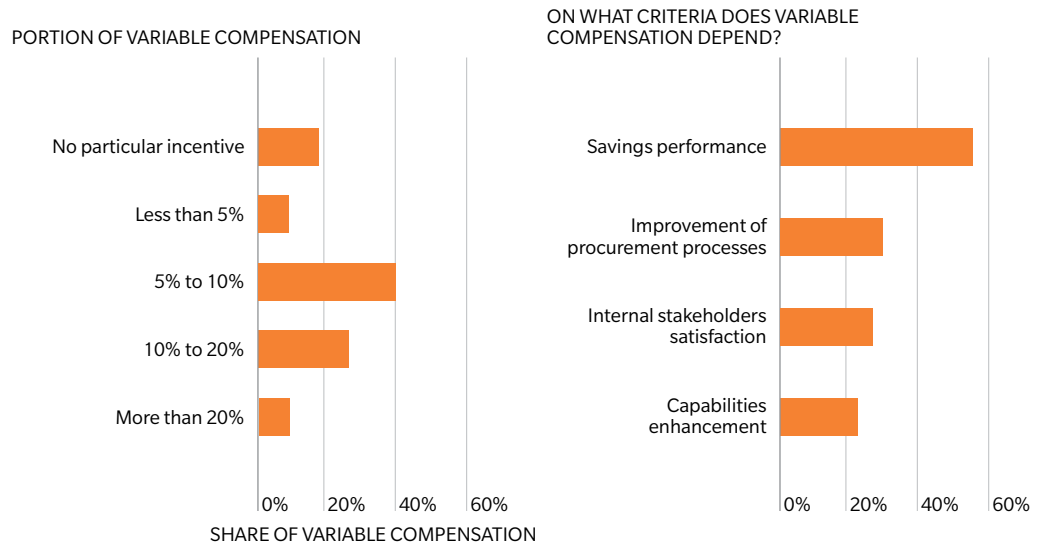 PORTION OF VARIABLE COMPENSATION
No particular incentive
Less than 5%
5% to 10%
10% to 20%
More than 20%
0% 20% 40% 60%
SHARE OF VARIABLE COMPENSATION
ON WHAT CRITERIA DOES VARIABLE
COMPENSATION DEPEND?
Savings performance
Improvement of
procurement processes
Internal stakeholders
satisfaction
Capabilities
enhancement
0% 20% 40% 60%